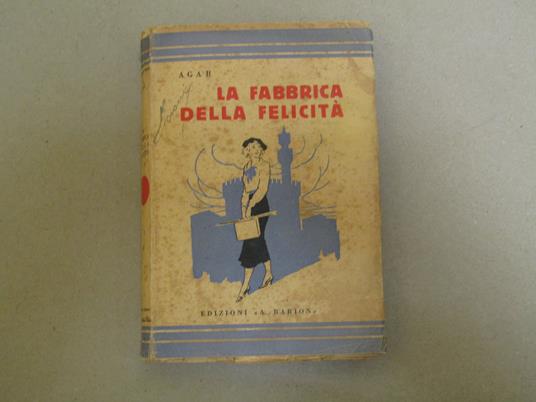 AGAR
LA FABBRICA
DELLA FELICITÀ
EDIZIONI «A. BARION»